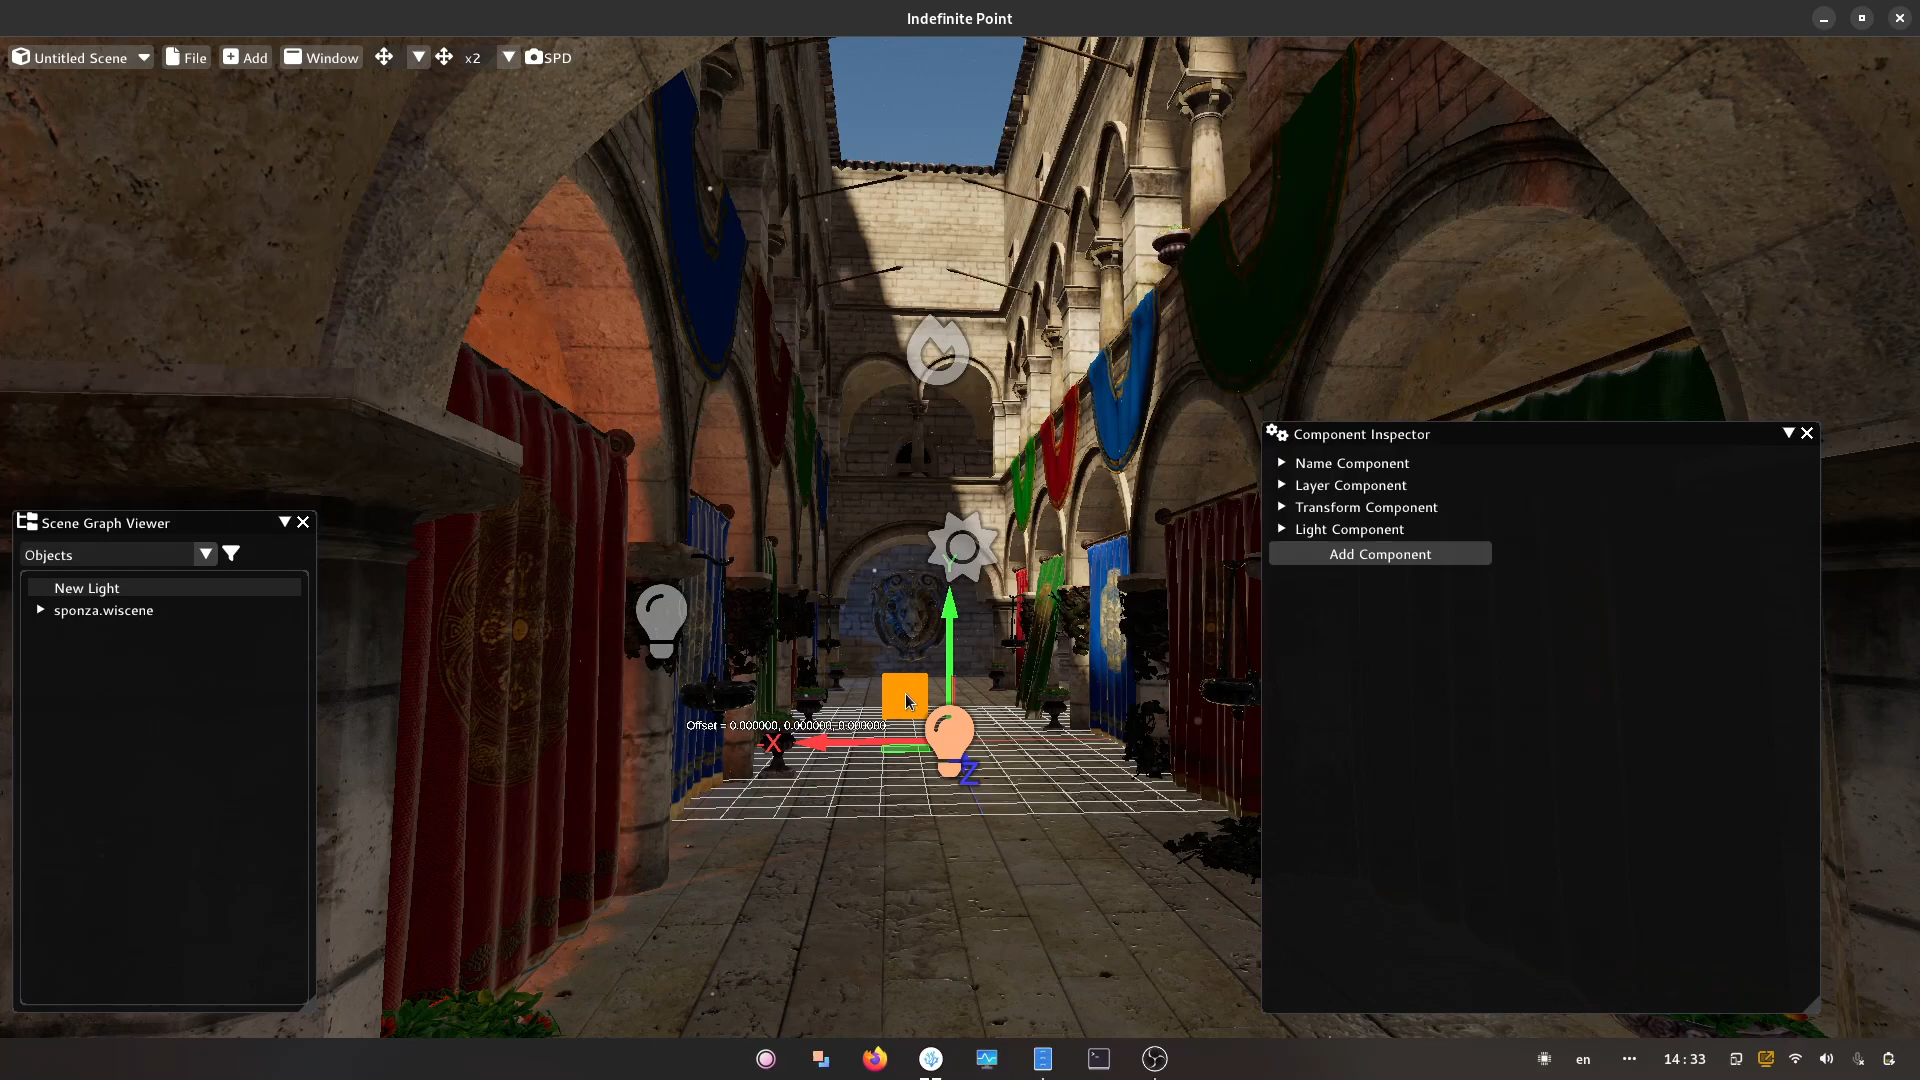 Indefinite Point
Untitled Scene File Add Window x2 SPD
Component Inspector
Name Component
Layer Component
Transform Component
Light Component
Add Component
Scene Graph Viewer
Objects
New Light
sponza.wiscene
Y
Offset = 0.000000, 0.000000, 0.000000
-X
Z
en 14:33